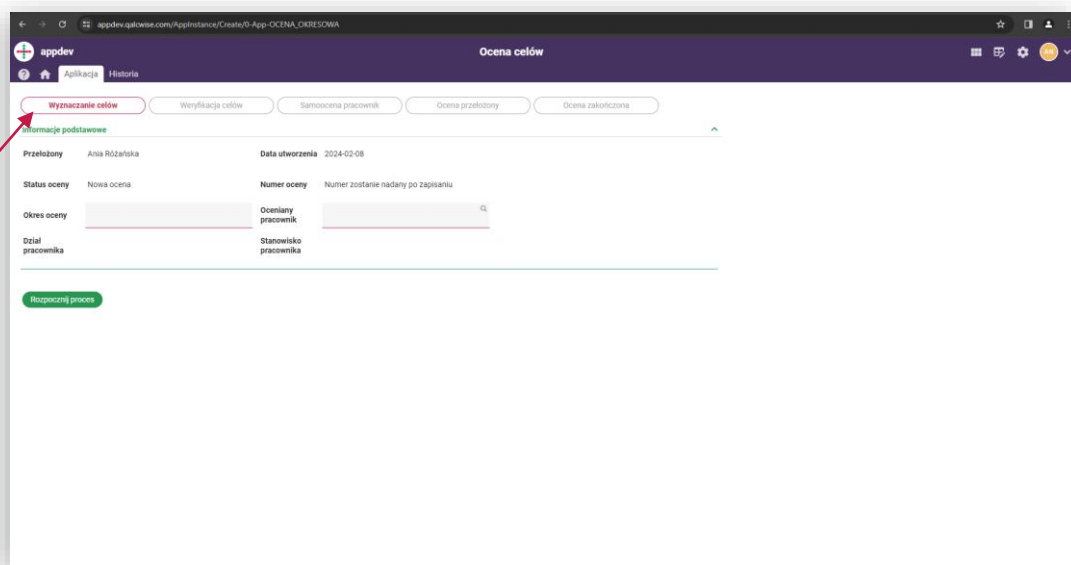 appdev.qalcwise.com/AppInstance/Create/0-App-OCENA_OKRESOWA
appdev
Ocena celów
AN
Aplikacja Historia
Wyznaczanie celów Weryfikacja celów Samoocena pracownik Ocena przełożony Ocena zakończona
Informacje podstawowe
Przełożony Ania Różańska Data utworzenia 2024-02-08
Status oceny Nowa ocena Numer oceny Numer zostanie nadany po zapisaniu
Okres oceny Oceniany pracownik
Dział pracownika Stanowisko pracownika
Rozpocznij proces